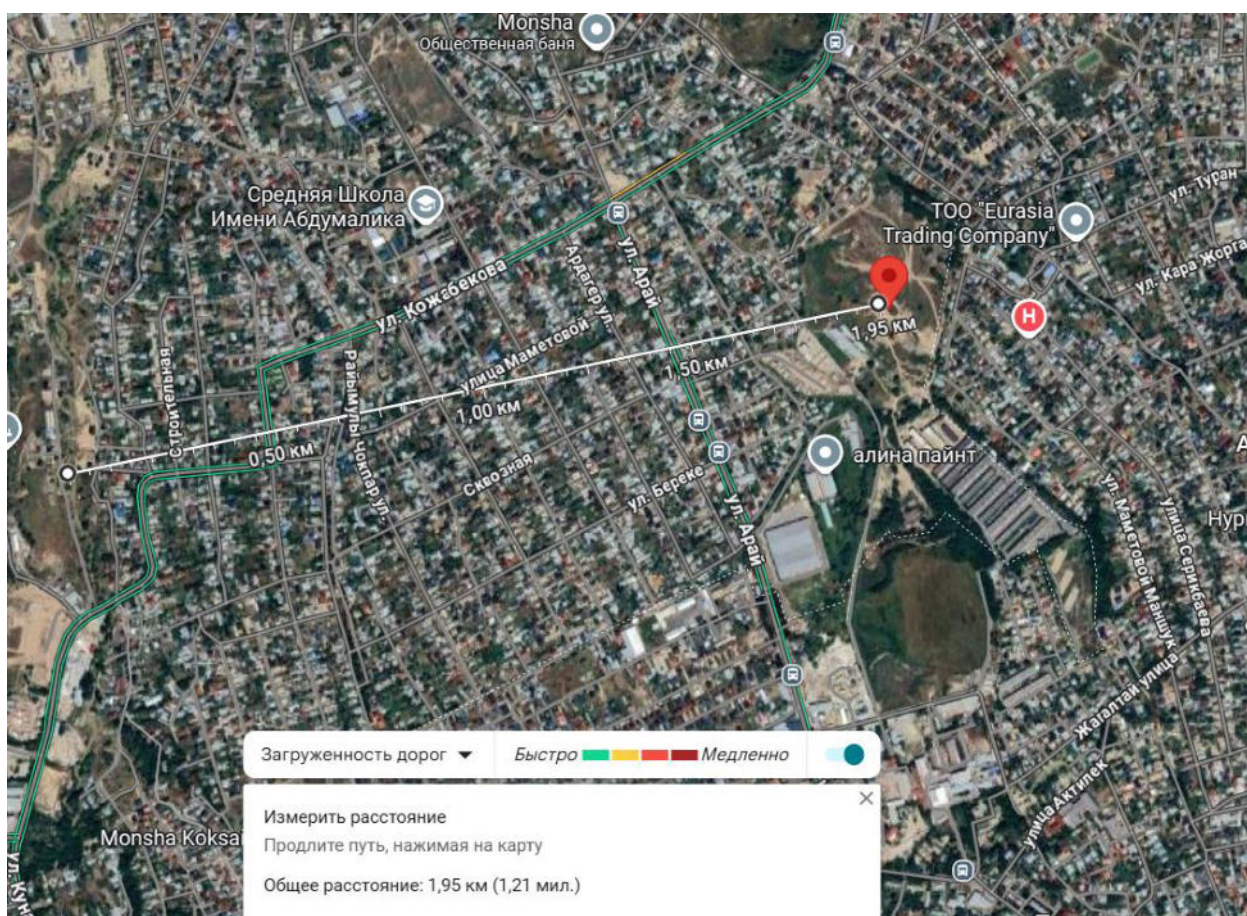 Monsha
Общественная баня
Средняя Школа
Имени Абдумалика
ТОО "Eurasia
Trading Company"
ул. Туран
ул. Кара Жорга
H
ул. Кожабекова
Ардагер ул.
ул. Арай
улица Маметовой
Строительная
Райымулы Чокпар ул.
0,50 км
1,00 км
1,50 км
1,95 км
Сквозная
ул. Береке
ул. Арай
алина пайнт
ул. Маметовой Маншук
улица Серикбаева
Жагалтай улица
улица Актилек
Monsha Koksai
Загруженность дорог
Быстро
Медленно
Измерить расстояние
Продлите путь, нажимая на карту
Общее расстояние: 1,95 км (1,21 мил.)